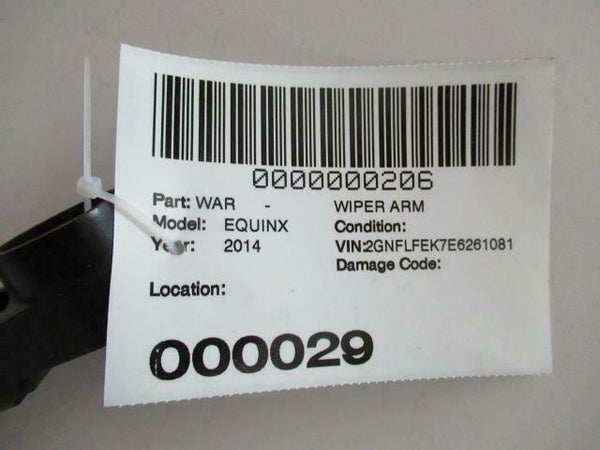 0000000206
Part: WAR - WIPER ARM
Model: EQUINX Condition:
Year: 2014 VIN:2GNFLFEK7E6261081
Damage Code:
Location:
000029